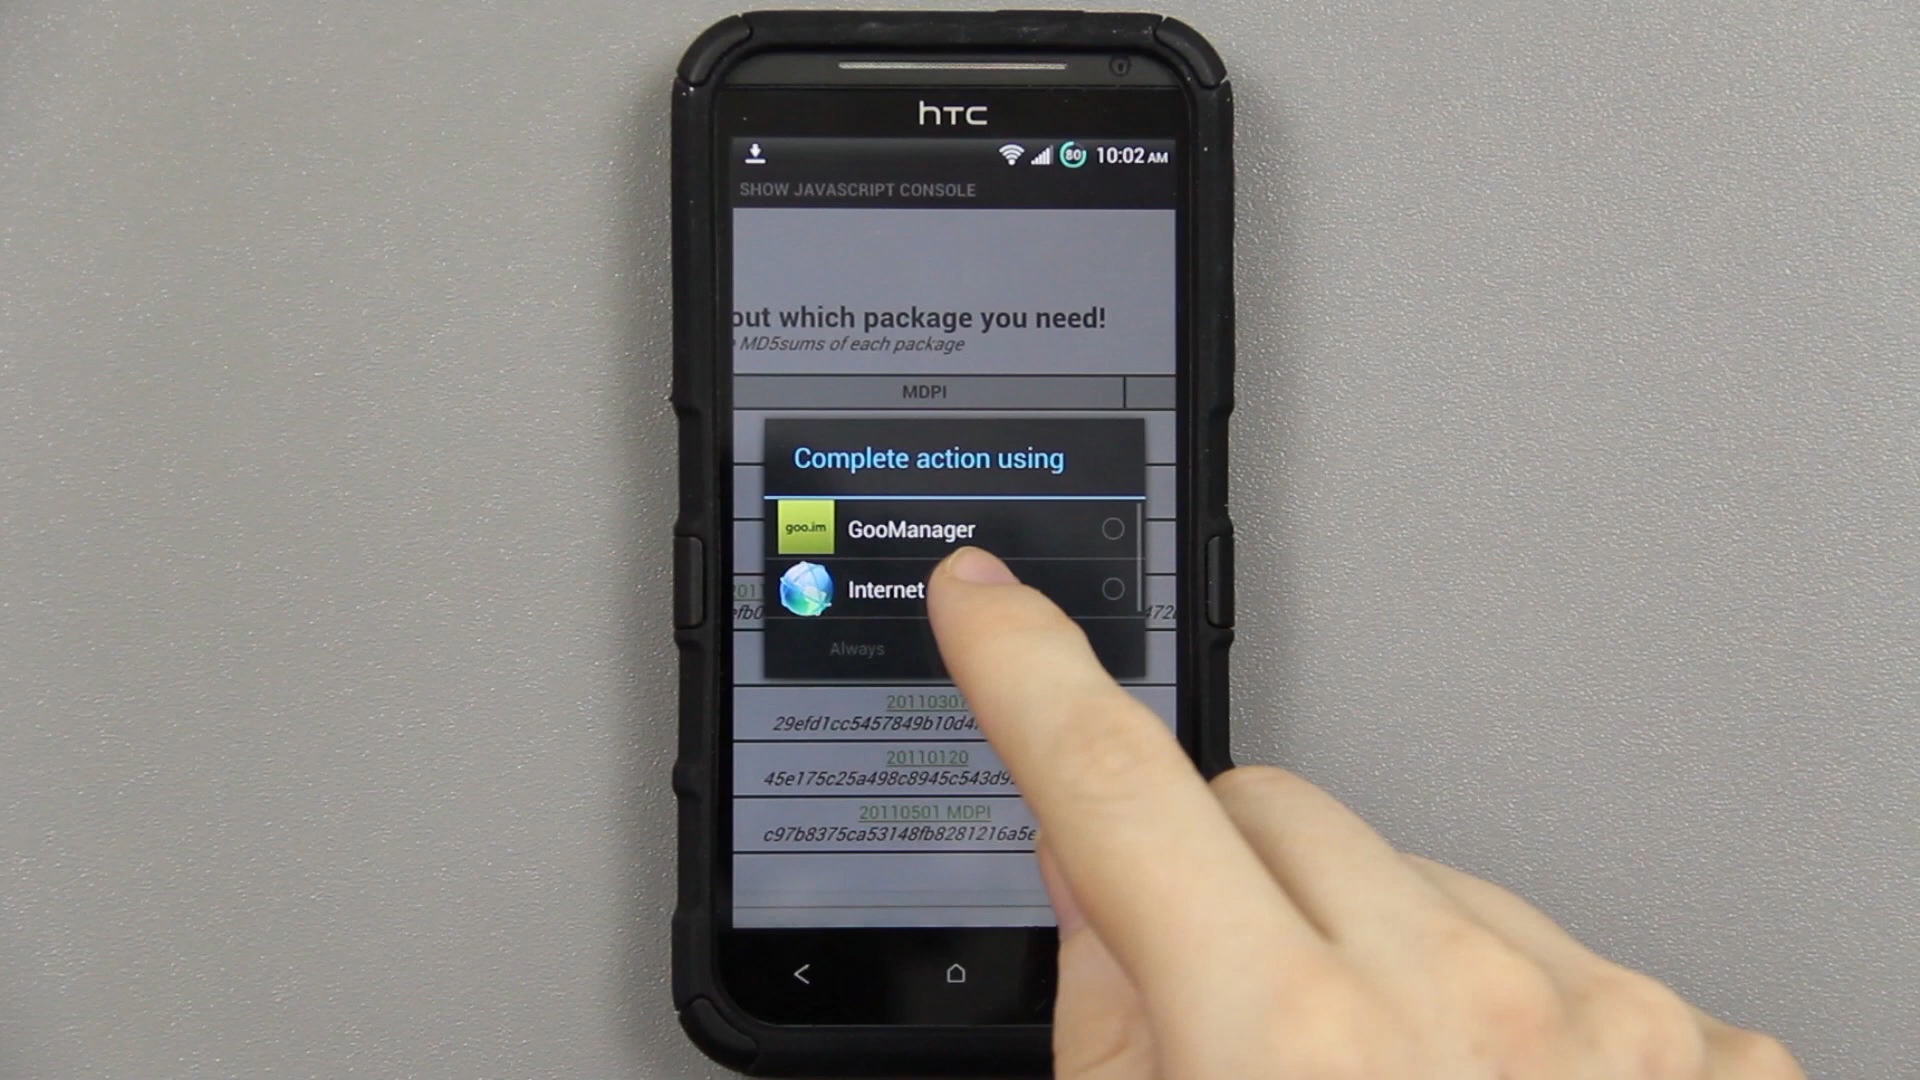 hTC
80 10:02 AM
SHOW JAVASCRIPT CONSOLE
out which package you need!
MD5sums of each package
MDPI
Complete action using
goo.im GooManager
Internet
Always
20110307
29efd1cc5457849b10d4
20110120
45e175c25a498c8945c543d9
20110501 MDPI
c97b8375ca53148fb8281216a5e